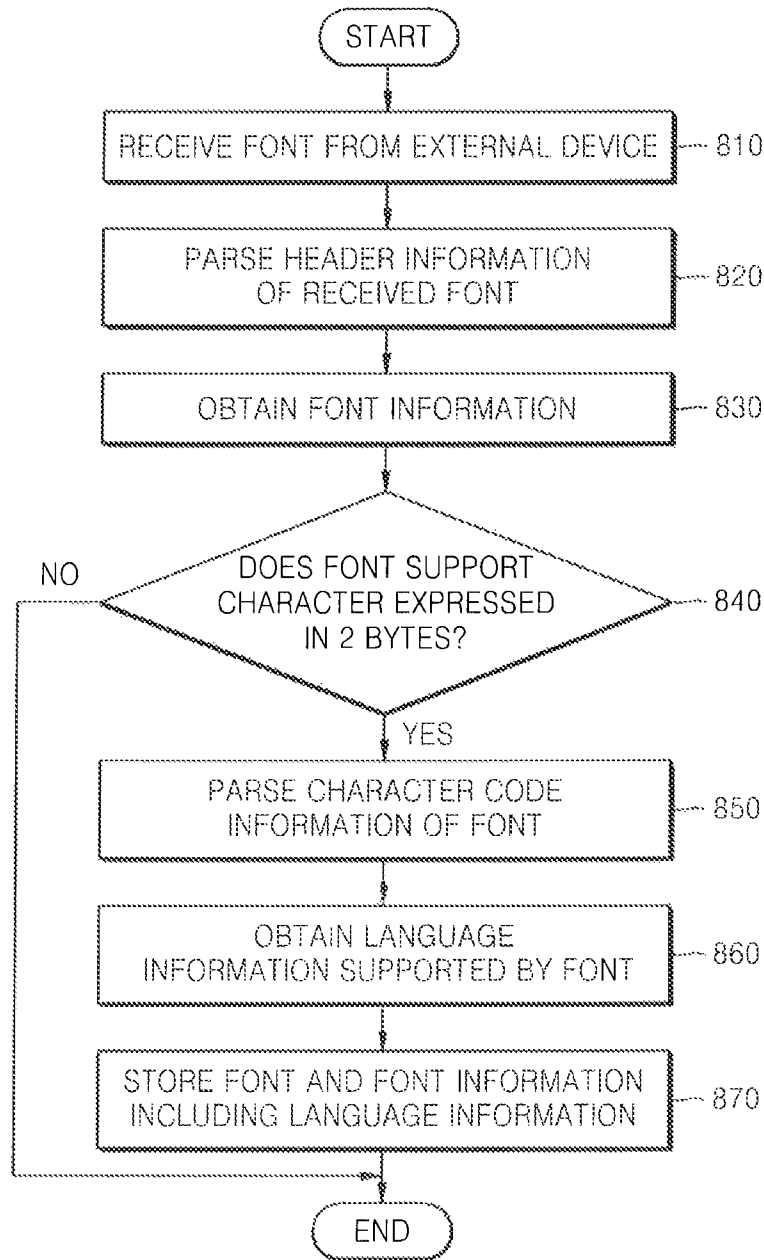 START
RECEIVE FONT FROM EXTERNAL DEVICE
810
PARSE HEADER INFORMATION
OF RECEIVED FONT
820
OBTAIN FONT INFORMATION
830
NO
DOES FONT SUPPORT
CHARACTER EXPRESSED
IN 2 BYTES?
840
YES
PARSE CHARACTER CODE
INFORMATION OF FONT
850
OBTAIN LANGUAGE
INFORMATION SUPPORTED BY FONT
860
STORE FONT AND FONT INFORMATION
INCLUDING LANGUAGE INFORMATION
870
END